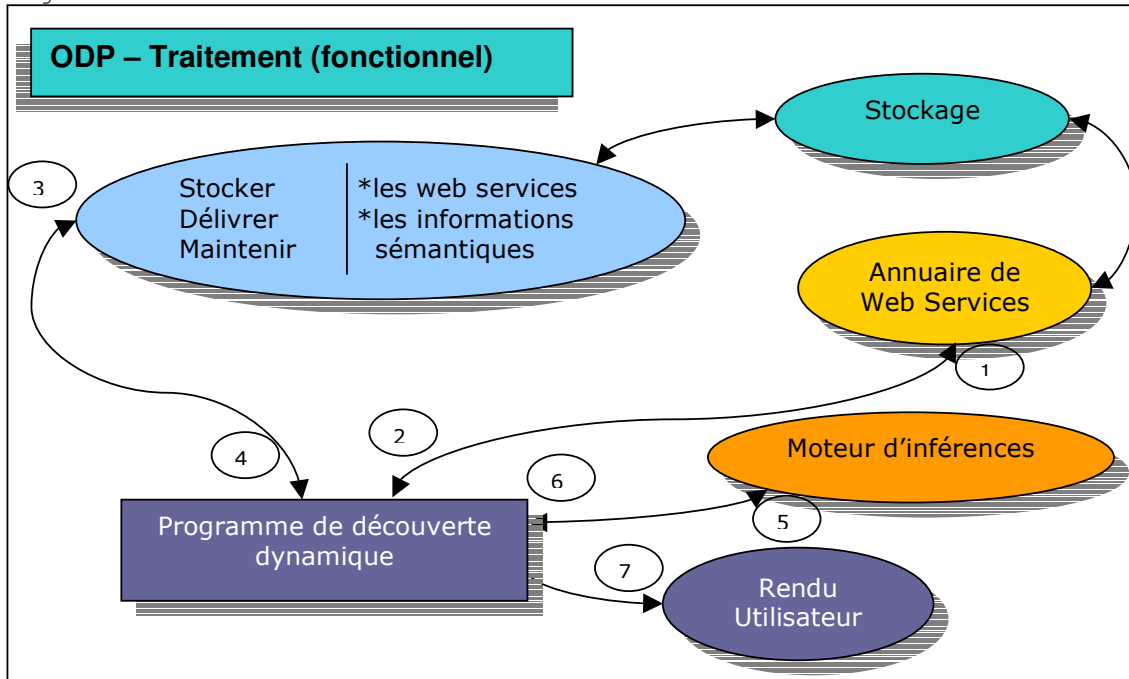 ODP – Traitement (fonctionnel)
Stockage
3
Stocker
Délivrer
Maintenir
*les web services
*les informations
sémantiques
Annuaire de
Web Services
1
2
4
Moteur d'inférences
6
5
Programme de découverte
dynamique
7
Rendu
Utilisateur